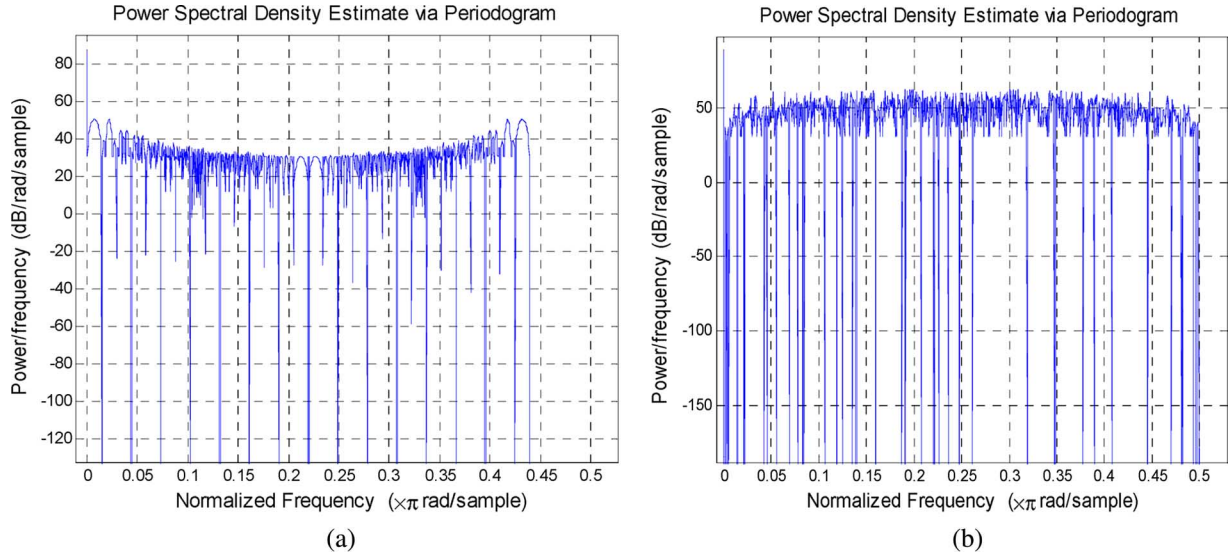 Power Spectral Density Estimate via Periodogram
Power/frequency (dB/rad/sample)
80
60
40
20
0
-20
-40
-60
-80
-100
-120
0 0.05 0.1 0.15 0.2 0.25 0.3 0.35 0.4 0.45 0.5
Normalized Frequency (×π rad/sample)
(a)
Power Spectral Density Estimate via Periodogram
Power/frequency (dB/rad/sample)
50
0
-50
-100
-150
0 0.05 0.1 0.15 0.2 0.25 0.3 0.35 0.4 0.45 0.5
Normalized Frequency (×π rad/sample)
(b)